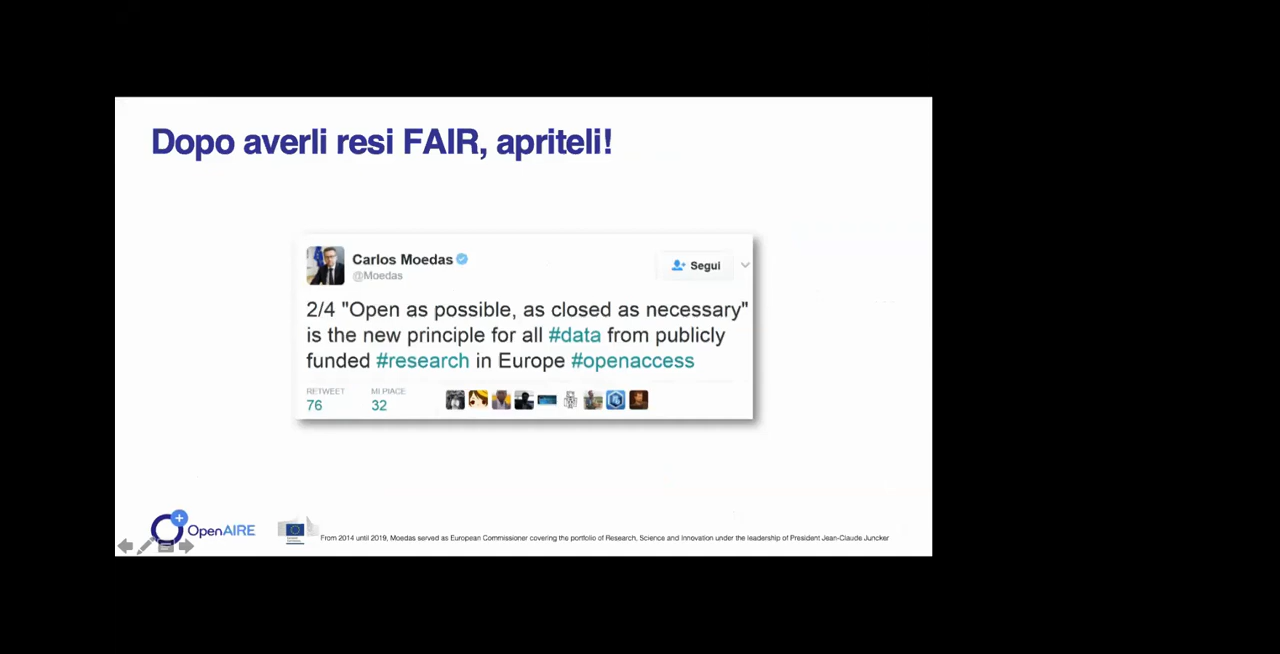 Dopo averli resi FAIR, apriteli!
Carlos Moedas
@Moedas
Segui
2/4 "Open as possible, as closed as necessary"
is the new principle for all #data from publicly
funded #research in Europe #openaccess
RETWEET MI PIACE
76 32
OpenAIRE
From 2014 until 2019, Moedas served as European Commissioner covering the portfolio of Research, Science and Innovation under the leadership of President Jean-Claude Juncker